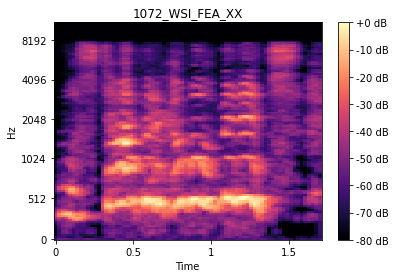 1072_WSI_FEA_XX
+0 dB
8192
-10 dB
4096
-20 dB
-30 dB
2048
Hz
-40 dB
1024
-50 dB
512
-60 dB
-70 dB
0
-80 dB
0 0.5 1 1.5
Time